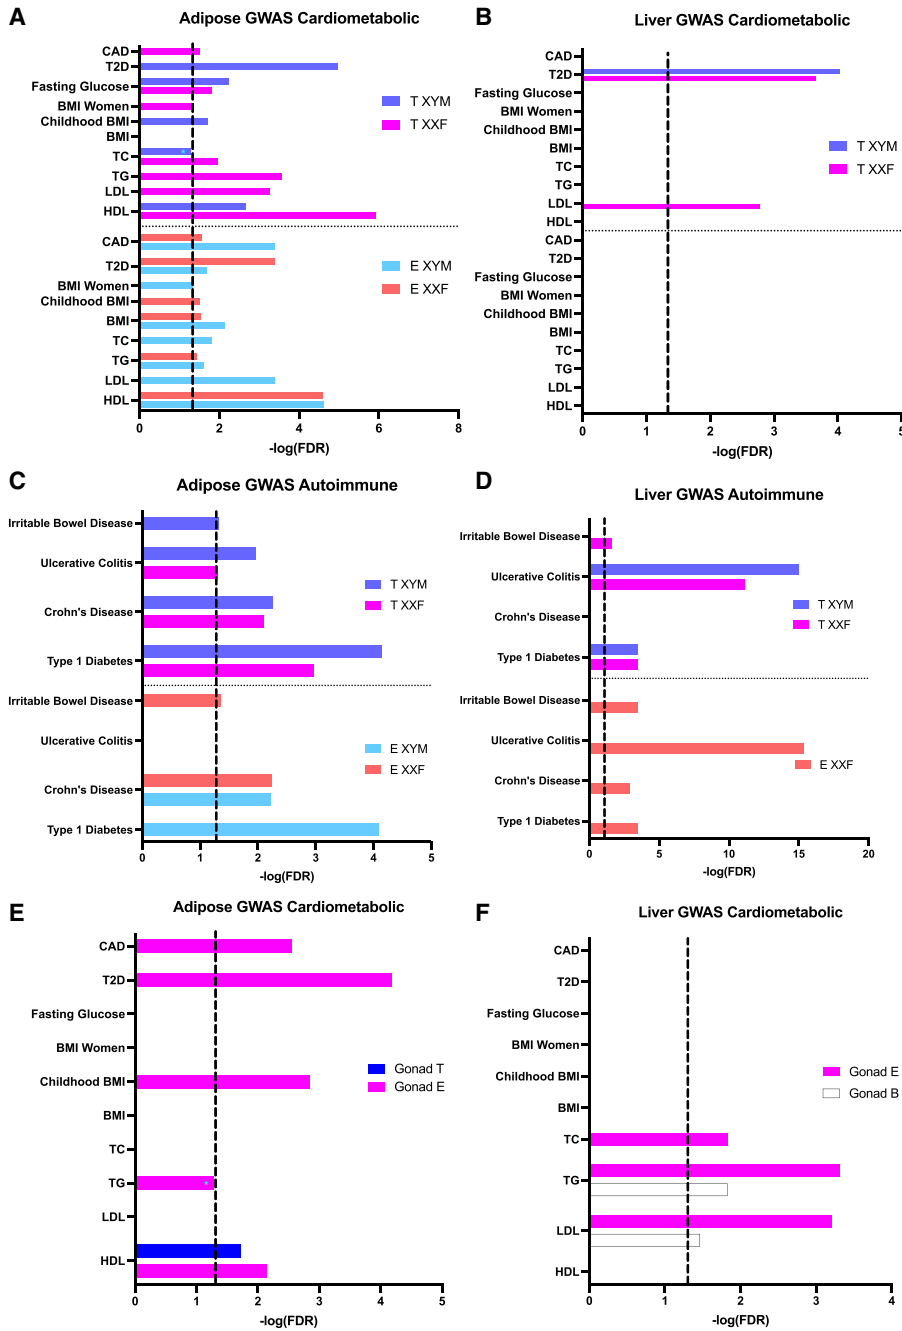 A
Adipose GWAS Cardiometabolic
CAD
T2D
Fasting Glucose
BMI Women
Childhood BMI
BMI
TC
*
TG
LDL
HDL
T XYM
T XXF
CAD
T2D
BMI Women
Childhood BMI
BMI
TC
TG
LDL
HDL
E XYM
E XXF
0 2 4 6 8
-log(FDR)
B
Liver GWAS Cardiometabolic
CAD
T2D
Fasting Glucose
BMI Women
Childhood BMI
BMI
TC
TG
LDL
HDL
T XYM
T XXF
CAD
T2D
Fasting Glucose
BMI Women
Childhood BMI
BMI
TC
TG
LDL
HDL
0 1 2 3 4 5
-log(FDR)
C
Adipose GWAS Autoimmune
Irritable Bowel Disease
Ulcerative Colitis
Crohn's Disease
Type 1 Diabetes
T XYM
T XXF
Irritable Bowel Disease
Ulcerative Colitis
Crohn's Disease
Type 1 Diabetes
E XYM
E XXF
0 1 2 3 4 5
-log(FDR)
D
Liver GWAS Autoimmune
Irritable Bowel Disease
Ulcerative Colitis
Crohn's Disease
Type 1 Diabetes
T XYM
T XXF
Irritable Bowel Disease
Ulcerative Colitis
Crohn's Disease
Type 1 Diabetes
E XXF
0 5 10 15 20
-log(FDR)
E
Adipose GWAS Cardiometabolic
CAD
T2D
Fasting Glucose
BMI Women
Childhood BMI
BMI
TC
TG
*
LDL
HDL
Gonad T
Gonad E
0 1 2 3 4 5
-log(FDR)
F
Liver GWAS Cardiometabolic
CAD
T2D
Fasting Glucose
BMI Women
Childhood BMI
BMI
TC
TG
LDL
HDL
Gonad E
Gonad B
0 1 2 3 4
-log(FDR)